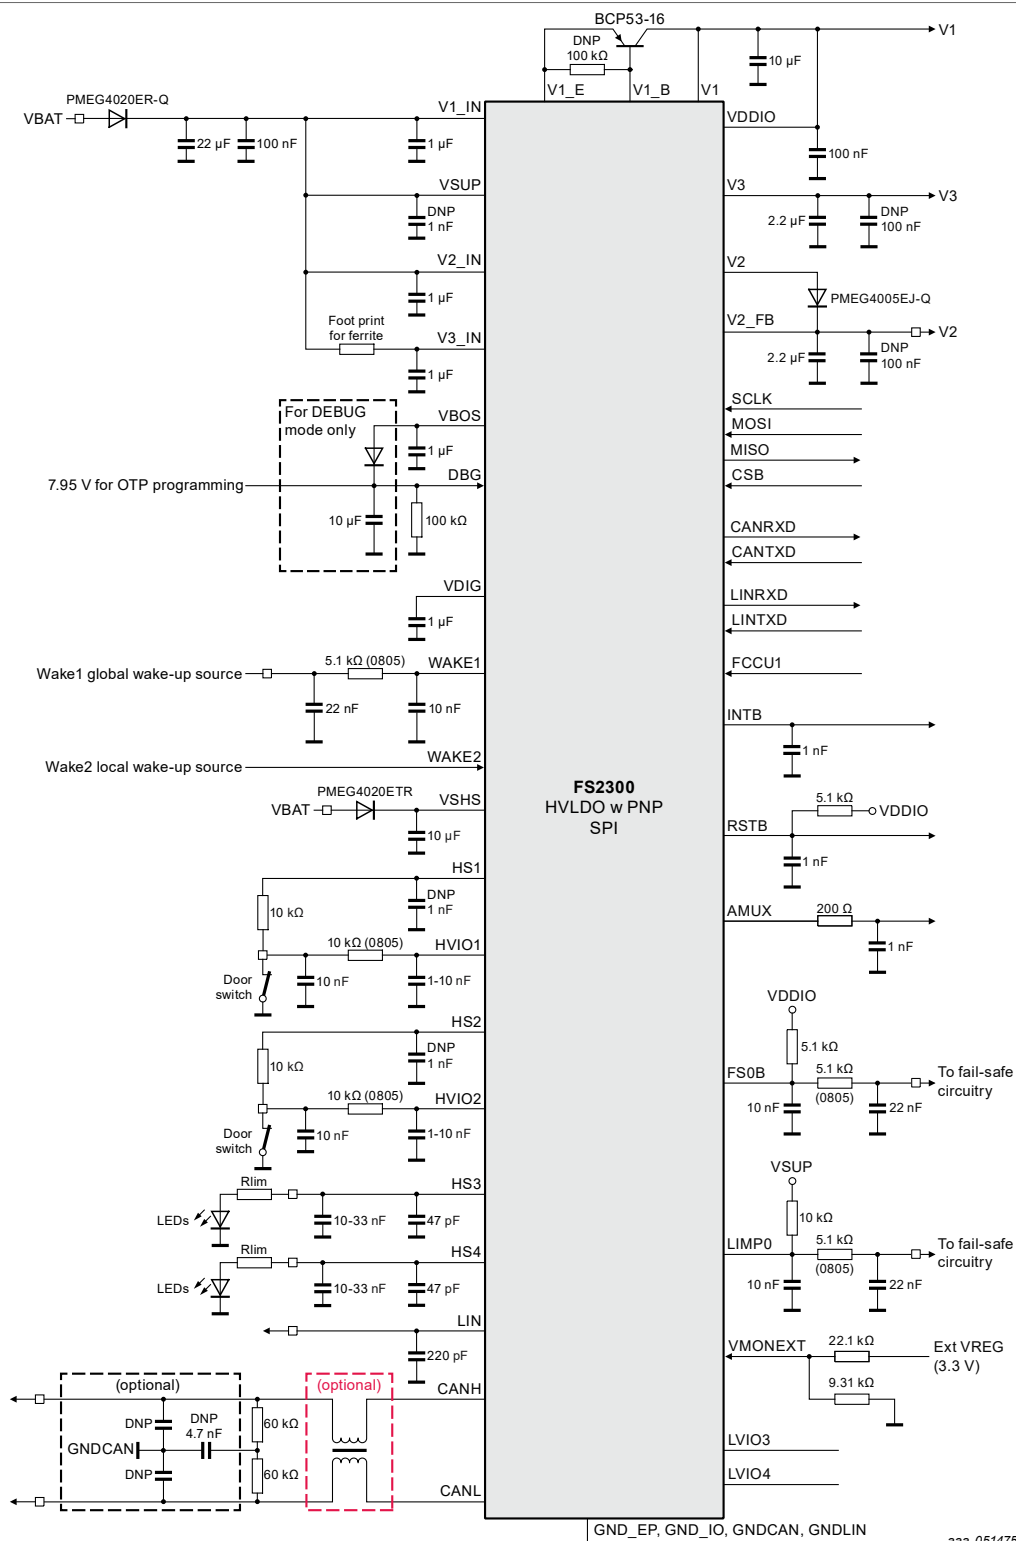 BCP53-16
DNP
100 kΩ
V1
10 µF
V1_E
V1_B
V1
PMEG4020ER-Q
VBAT
V1_IN
VDDIO
22 µF
100 nF
1 µF
100 nF
VSUP
V3
V3
DNP
1 nF
2.2 µF
DNP
100 nF
V2_IN
V2
1 µF
PMEG4005EJ-Q
Foot print
for ferrite
V3_IN
V2_FB
V2
1 µF
2.2 µF
DNP
100 nF
For DEBUG
mode only
VBOS
SCLK
MOSI
1 µF
MISO
7.95 V for OTP programming
DBG
CSB
10 µF
100 kΩ
CANRXD
CANTXD
VDIG
LINRXD
1 µF
LINTXD
5.1 kΩ (0805)
Wake1 global wake-up source
WAKE1
FCCU1
22 nF
10 nF
INTB
1 nF
Wake2 local wake-up source
WAKE2
FS2300
HVLDO w PNP
SPI
PMEG4020ETR
VBAT
VSHS
5.1 kΩ
VDDIO
10 µF
RSTB
1 nF
HS1
DNP
1 nF
10 kΩ
AMUX
200 Ω
1 nF
10 kΩ (0805)
HVIO1
Door
switch
10 nF
1-10 nF
VDDIO
HS2
5.1 kΩ
DNP
1 nF
10 kΩ
FS0B
5.1 kΩ
(0805)
To fail-safe
circuitry
10 nF
22 nF
10 kΩ (0805)
HVIO2
Door
switch
10 nF
1-10 nF
VSUP
Rlim
HS3
LEDs
10-33 nF
47 pF
10 kΩ
LIMP0
5.1 kΩ
(0805)
To fail-safe
circuitry
Rlim
HS4
LEDs
10-33 nF
47 pF
10 nF
22 nF
LIN
220 pF
VMONEXT
22.1 kΩ
Ext VREG
(3.3 V)
9.31 kΩ
(optional)
(optional)
CANH
DNP
DNP
4.7 nF
60 kΩ
GNDCAN
DNP
60 kΩ
LVIO3
LVIO4
CANL
GND_EP, GND_IO, GNDCAN, GNDLIN
aaa-051475